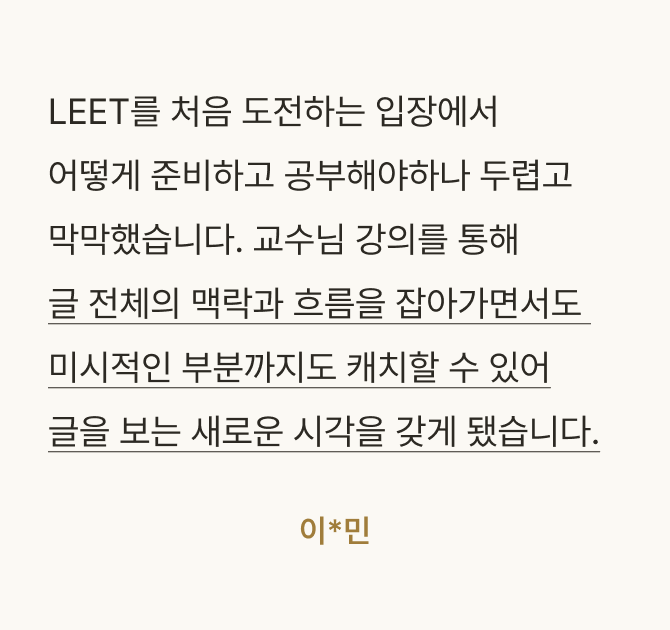 LEET를 처음 도전하는 입장에서
어떻게 준비하고 공부해야하나 두렵고
막막했습니다. 교수님 강의를 통해
글 전체의 맥락과 흐름을 잡아가면서도
미시적인 부분까지도 캐치할 수 있어
글을 보는 새로운 시각을 갖게 됐습니다.
이*민